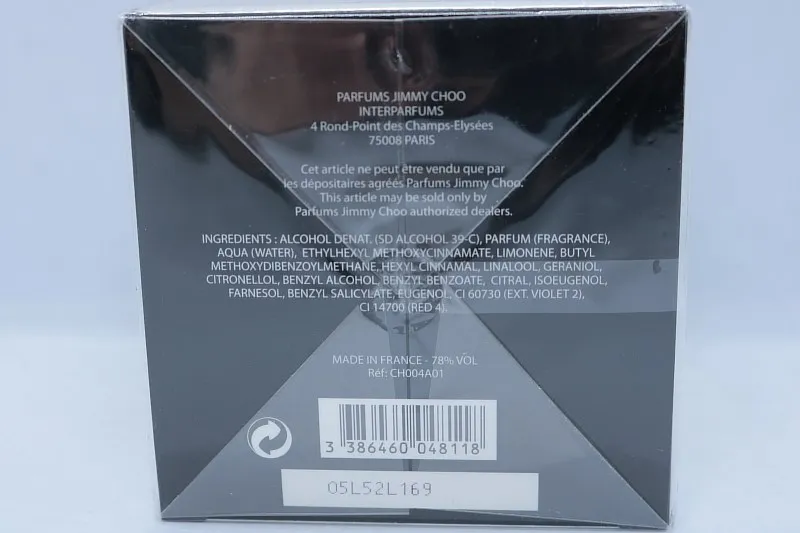 PARFUMS JIMMY CHOO
INTERPARFUMS
4 Rond-Point des Champs-Elysées
75008 PARIS
Cet article ne peut être vendu que par
les dépositaires agréés Parfums Jimmy Choo.
This article may be sold only by
Parfums Jimmy Choo authorized dealers.
INGREDIENTS : ALCOHOL DENAT. (SD ALCOHOL 39-C), PARFUM (FRAGRANCE),
AQUA (WATER), ETHYLHEXYL METHOXYCINNAMATE, LIMONENE, BUTYL
METHOXYDIBENZOYLMETHANE, HEXYL CINNAMAL, LINALOOL, GERANIOL,
CITRONELLOL, BENZYL ALCOHOL, BENZYL BENZOATE, CITRAL, ISOEUGENOL,
FARNESOL, BENZYL SALICYLATE, EUGENOL, CI 60730 (EXT. VIOLET 2),
CI 14700 (RED 4).
MADE IN FRANCE - 78% VOL
Réf: CH004A01
3 386460 048118
05L52L169